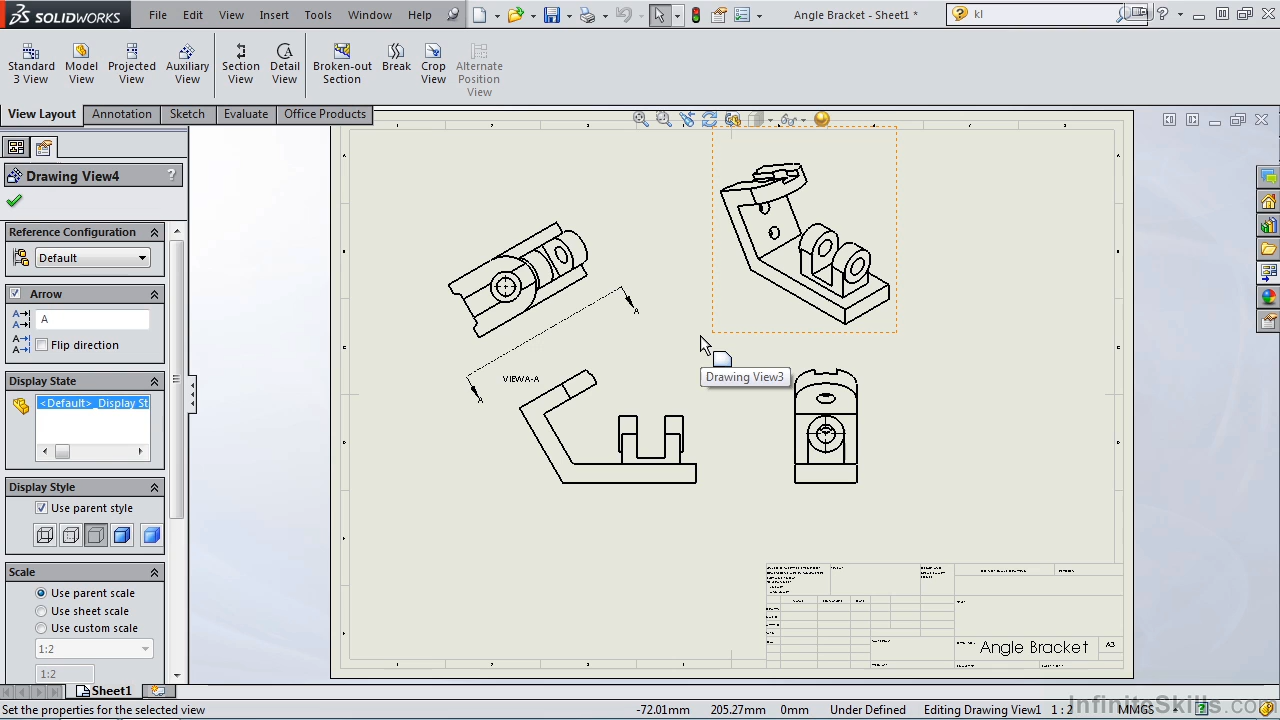 SOLIDWORKS File Edit View Insert Tools Window Help Angle Bracket - Sheet1 * kl
Standard 3 View
Model View
Projected View
Auxiliary View
Section View
Detail View
Broken-out Section
Break
Crop View
Alternate Position View
View Layout Annotation Sketch Evaluate Office Products
Drawing View4 ?
Reference Configuration
Default
Arrow
A
Flip direction
Display State
<Default>_Display St
Display Style
Use parent style
Scale
Use parent scale
Use sheet scale
Use custom scale
1:2
1:2
A
VIEWA-A
A
Drawing View3
Angle Bracket A3
Sheet1
InfiniteSkills.com
Set the properties for the selected view -72.01mm 205.27mm 0mm Under Defined Editing Drawing View1 1 : 2 MMGS